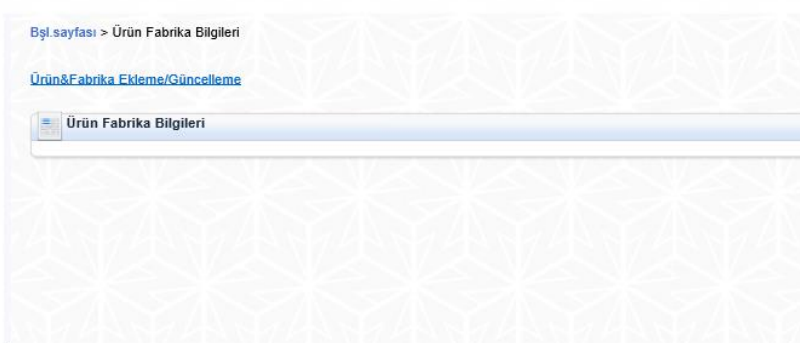 Bşl.sayfası > Ürün Fabrika Bilgileri
Ürün&Fabrika Ekleme/Güncelleme
Ürün Fabrika Bilgileri